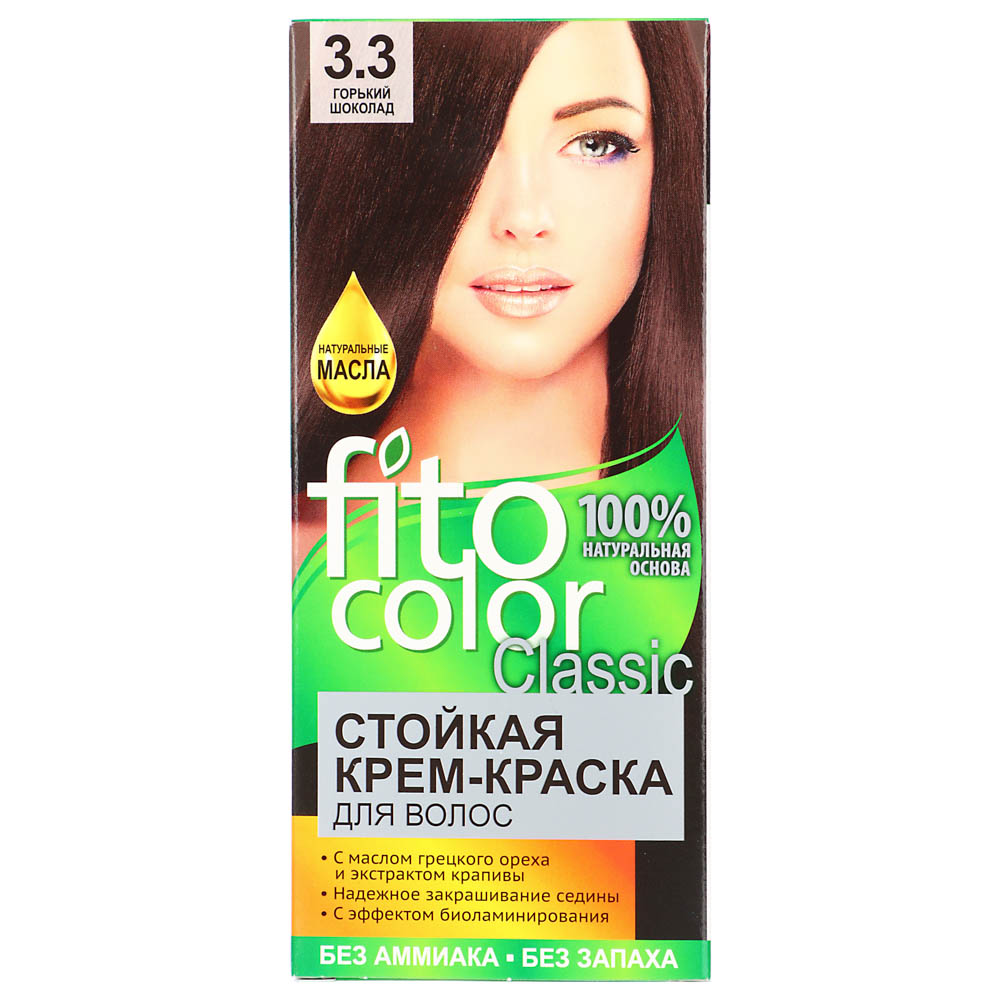 3.3
ГОРЬКИЙ
ШОКОЛАД
НАТУРАЛЬНЫЕ
МАСЛА
fito
color
Classic
100%
НАТУРАЛЬНАЯ
ОСНОВА
СТОЙКАЯ
КРЕМ-КРАСКА
ДЛЯ ВОЛОС
• С маслом грецкого ореха
и экстрактом крапивы
• Надежное закрашивание седины
• С эффектом биоламинирования
БЕЗ АММИАКА ▪ БЕЗ ЗАПАХА